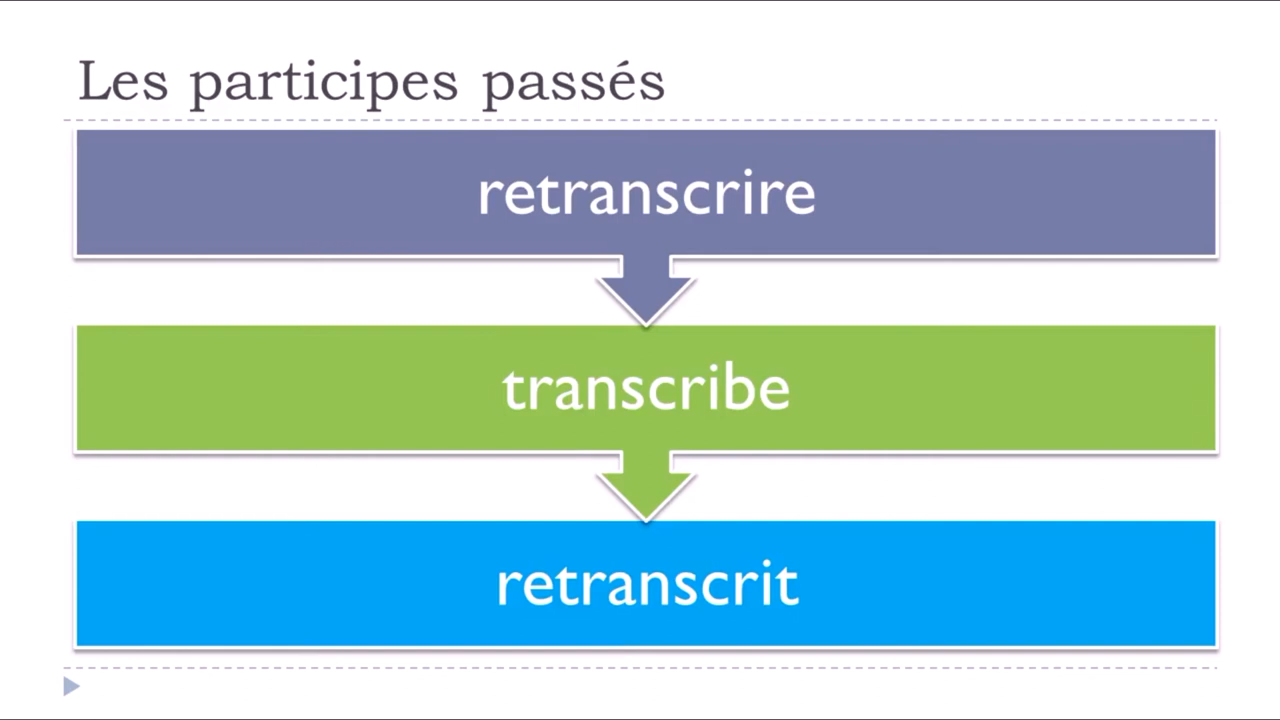 Les participes passés
retranscrire
transcribe
retranscrit